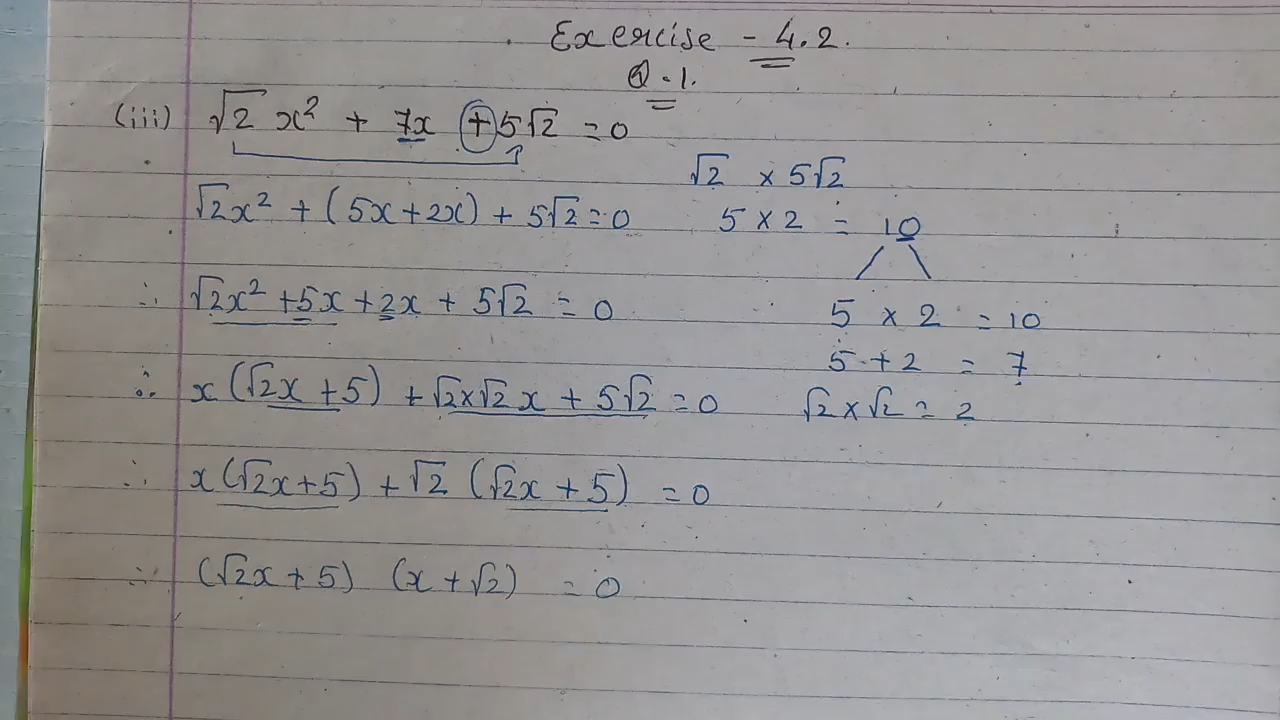 Exercise - 4.2.
Q.1.
(iii) √2 x² + 7x + 5√2 = 0
√2 × 5√2
√2x² + (5x+2x) + 5√2 = 0
5 × 2 = 10
∴ √2x² + 5x + 2x + 5√2 = 0
5 × 2 = 10
5 + 2 = 7
∴ x(√2x + 5) + √2×√2 x + 5√2 = 0
√2 × √2 = 2
∴ x(√2x+5) + √2 (√2x + 5) = 0
∴ (√2x + 5) (x + √2) = 0